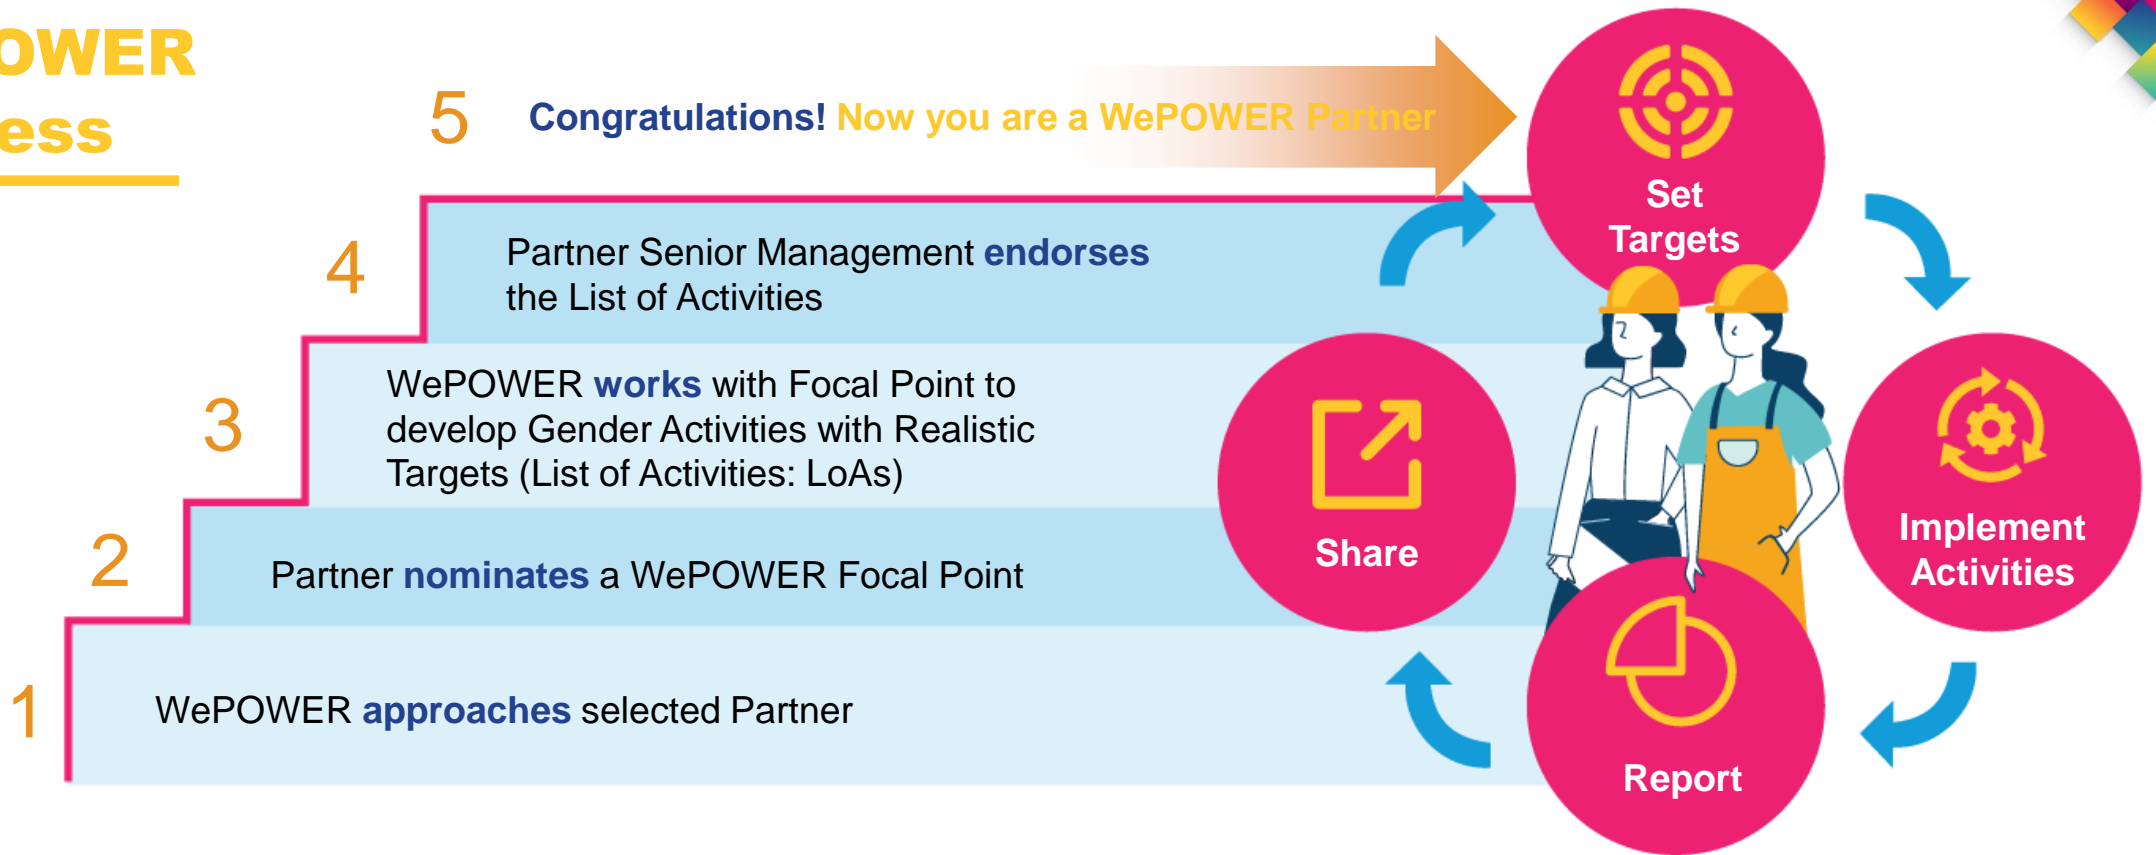 OWER
ess
5
Congratulations! Now you are a WePOWER Partner
4
Partner Senior Management endorses
the List of Activities
3
WePOWER works with Focal Point to
develop Gender Activities with Realistic
Targets (List of Activities: LoAs)
2
Partner nominates a WePOWER Focal Point
1
WePOWER approaches selected Partner
Set
Targets
Implement
Activities
Report
Share